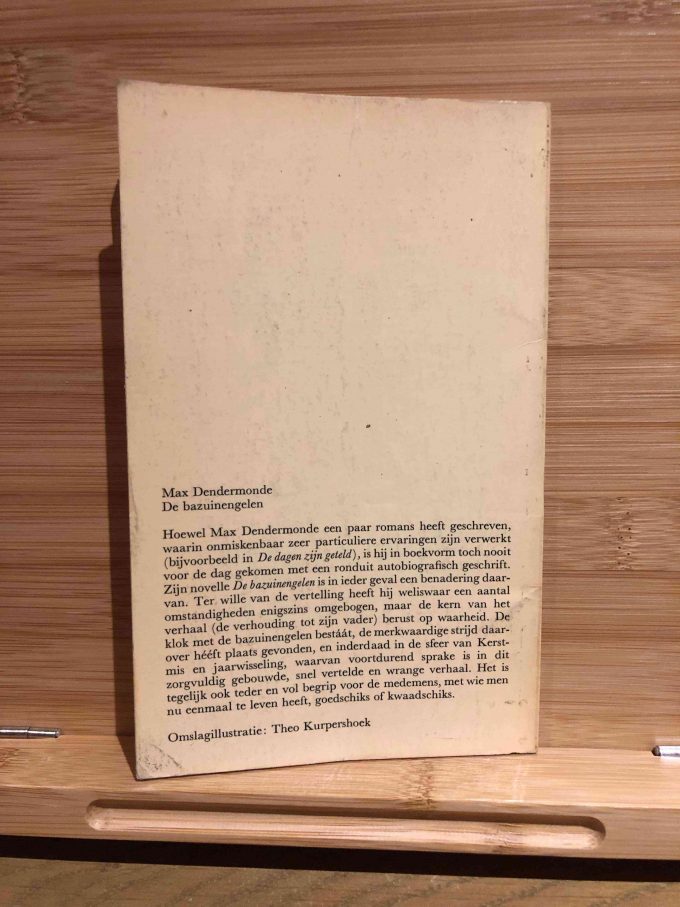 Max Dendermonde
De bazuinengelen
Hoewel Max Dendermonde een paar romans heeft geschreven,
waarin onmiskenbaar zeer particuliere ervaringen zijn verwerkt
(bijvoorbeeld in De dagen zijn geteld), is hij in boekvorm toch nooit
voor de dag gekomen met een ronduit autobiografisch geschrift.
Zijn novelle De bazuinengelen is in ieder geval een benadering daar-
van. Ter wille van de vertelling heeft hij weliswaar een aantal
omstandigheden enigszins omgebogen, maar de kern van het
verhaal (de verhouding tot zijn vader) berust op waarheid. De
klok met de bazuinengelen bestáát, de merkwaardige strijd daar-
over hééft plaats gevonden, en inderdaad in de sfeer van Kerst-
mis en jaarwisseling, waarvan voortdurend sprake is in dit
zorgvuldig gebouwde, snel vertelde en wrange verhaal. Het is
tegelijk ook teder en vol begrip voor de medemens, met wie men
nu eenmaal te leven heeft, goedschiks of kwaadschiks.
Omslagillustratie: Theo Kurpershoek